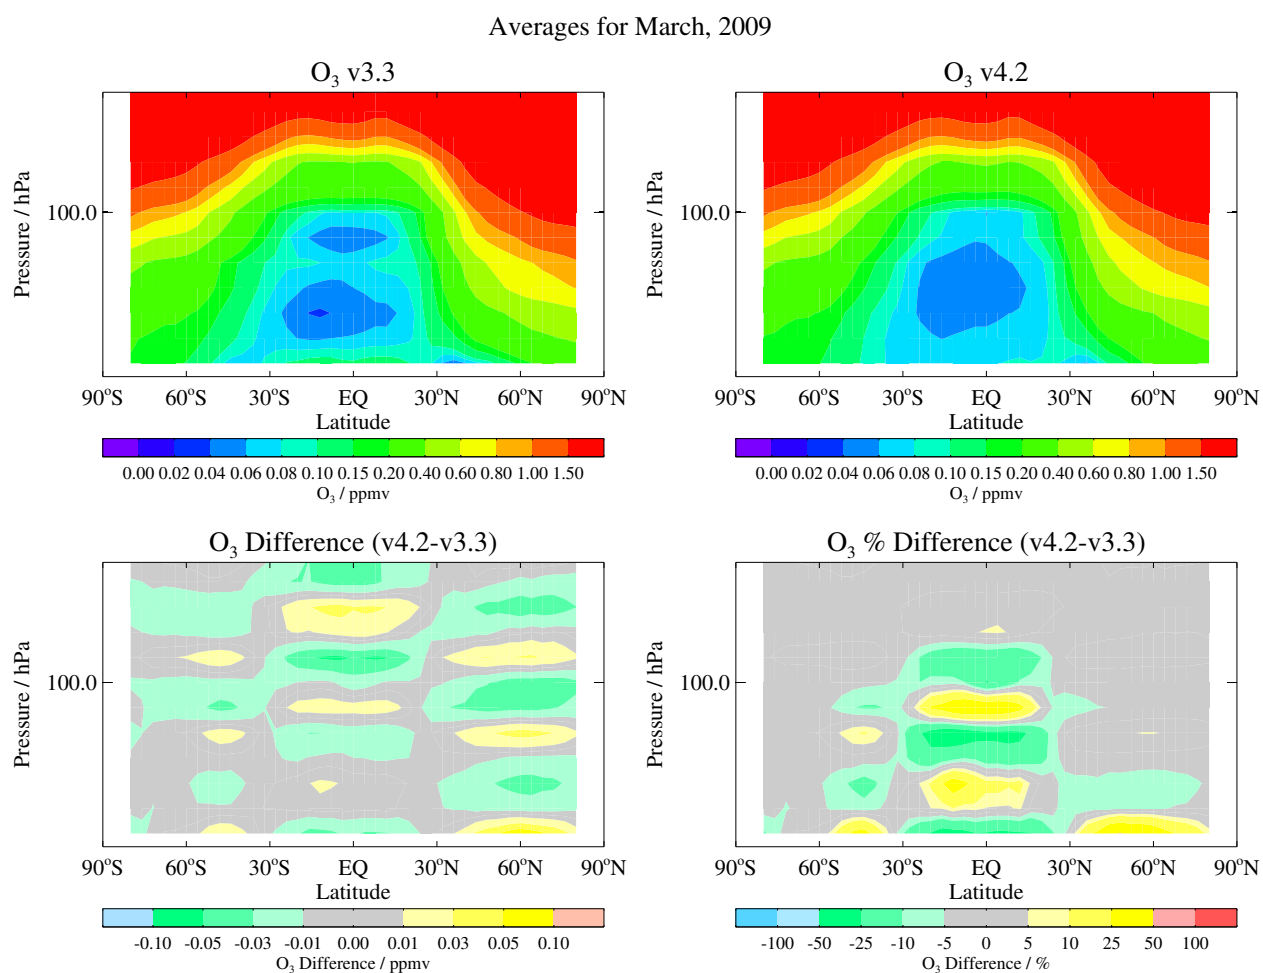 Averages for March, 2009
O₃ v3.3
O₃ v4.2
Pressure / hPa
100.0
90°S 60°S 30°S EQ 30°N 60°N 90°N
Latitude
0.00 0.02 0.04 0.06 0.08 0.10 0.15 0.20 0.40 0.60 0.80 1.00 1.50
O₃ / ppmv
Pressure / hPa
100.0
90°S 60°S 30°S EQ 30°N 60°N 90°N
Latitude
0.00 0.02 0.04 0.06 0.08 0.10 0.15 0.20 0.40 0.60 0.80 1.00 1.50
O₃ / ppmv
O₃ Difference (v4.2-v3.3)
O₃ % Difference (v4.2-v3.3)
Pressure / hPa
100.0
90°S 60°S 30°S EQ 30°N 60°N 90°N
Latitude
-0.10 -0.05 -0.03 -0.01 0.00 0.01 0.03 0.05 0.10
O₃ Difference / ppmv
Pressure / hPa
100.0
90°S 60°S 30°S EQ 30°N 60°N 90°N
Latitude
-100 -50 -25 -10 -5 0 5 10 25 50 100
O₃ Difference / %